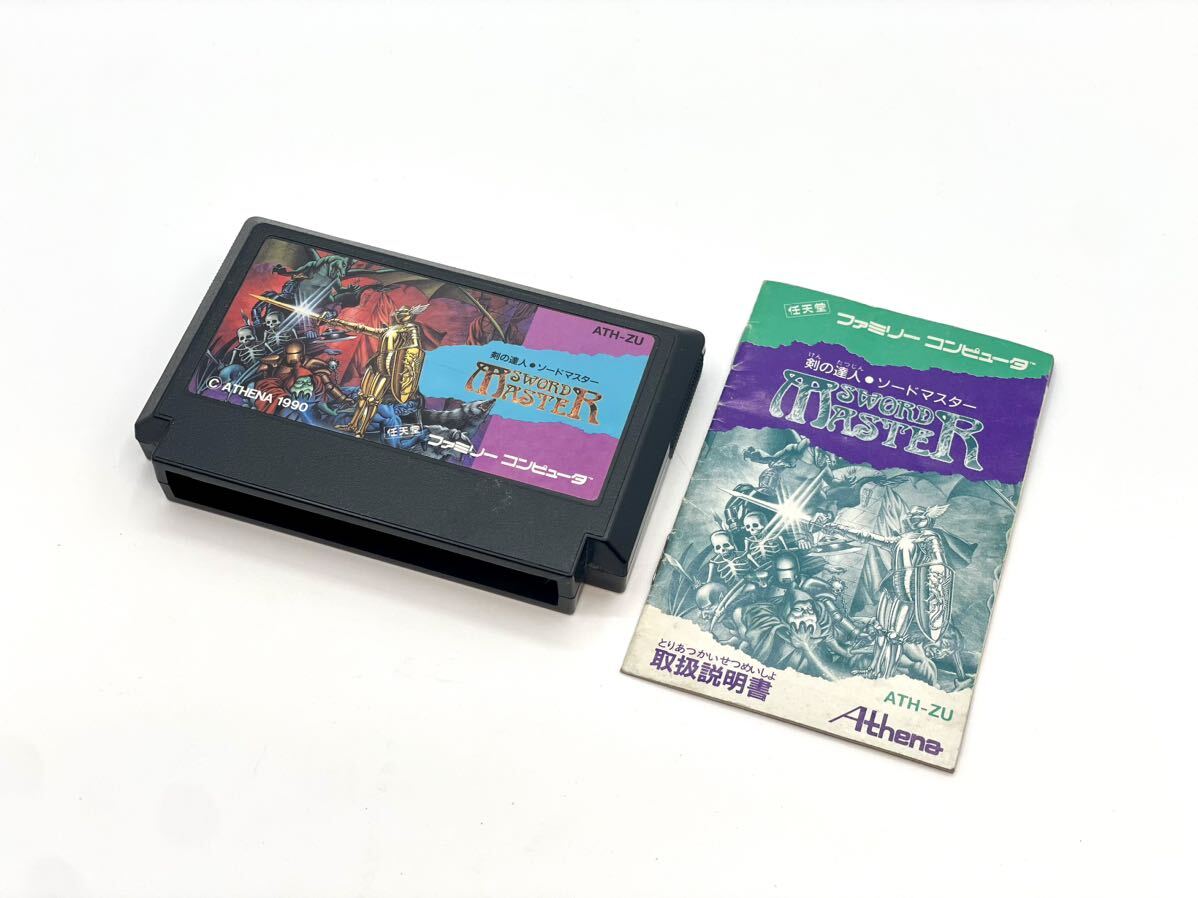 ATH-ZU
剣の達人●ソードマスター
SWORD
MASTER
© ATHENA 1990
任天堂 ファミリー コンピュータ™
任天堂 ファミリー コンピュータ™
けん たつじん
剣の達人●ソードマスター
SWORD
MASTER
とりあつかいせつめいしょ
取扱説明書
ATH-ZU
Athena